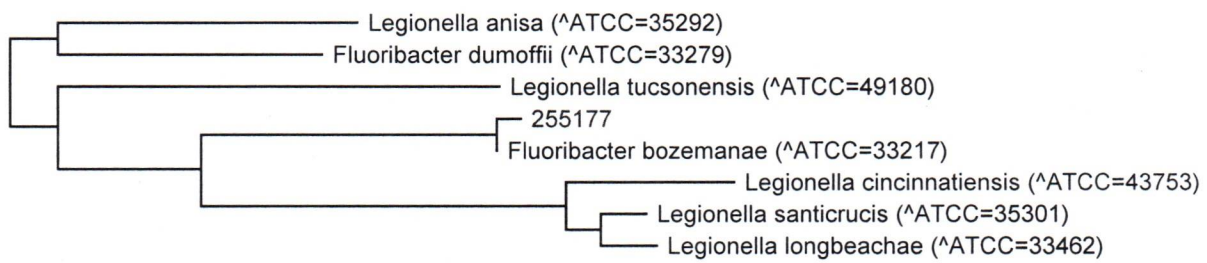 Legionella anisa (^ATCC=35292)
Fluoribacter dumoffii (^ATCC=33279)
Legionella tucsonensis (^ATCC=49180)
255177
Fluoribacter bozemanae (^ATCC=33217)
Legionella cincinnatiensis (^ATCC=43753)
Legionella santicrucis (^ATCC=35301)
Legionella longbeachae (^ATCC=33462)